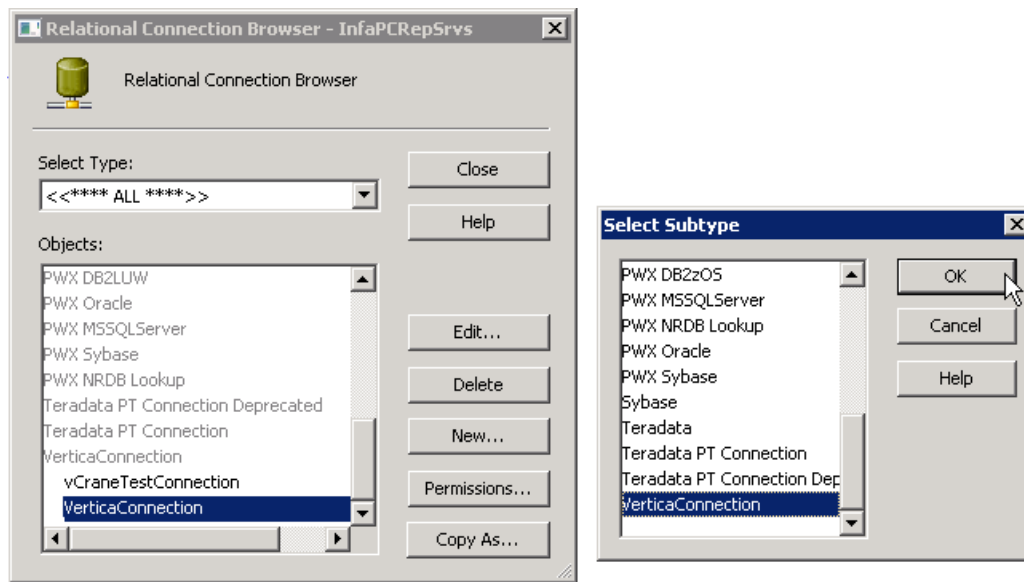 Relational Connection Browser - InfaPCRepSrvs
Relational Connection Browser
Select Type:
<<**** ALL ****>>
Close
Help
Objects:
PWX DB2LUW
PWX Oracle
PWX MSSQLServer
PWX Sybase
PWX NRDB Lookup
Teradata PT Connection Deprecated
Teradata PT Connection
VerticaConnection
vCraneTestConnection
VerticaConnection
Edit...
Delete
New...
Permissions...
Copy As...
Select Subtype
PWX DB2zOS
PWX MSSQLServer
PWX NRDB Lookup
PWX Oracle
PWX Sybase
Sybase
Teradata
Teradata PT Connection
Teradata PT Connection Dep
VerticaConnection
OK
Cancel
Help